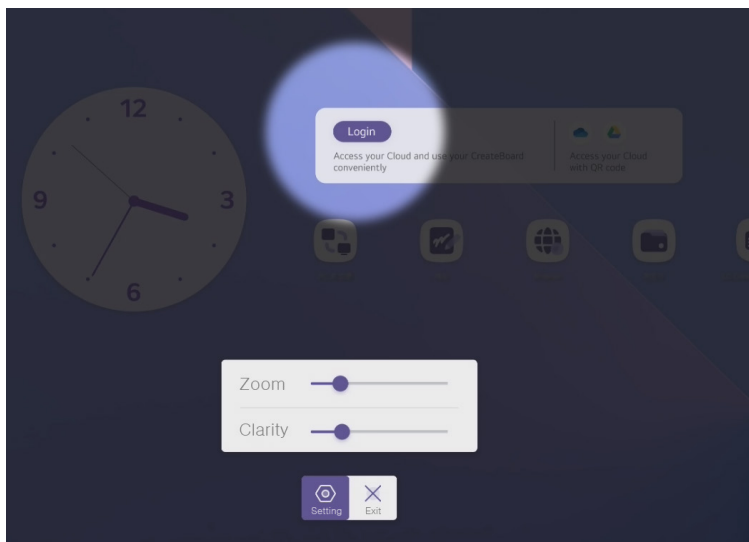 12
9
3
6
Login
Access your Cloud and use your CreateBoard
conveniently
Access your Cloud
with QR code
Zoom
Clarity
Setting
Exit